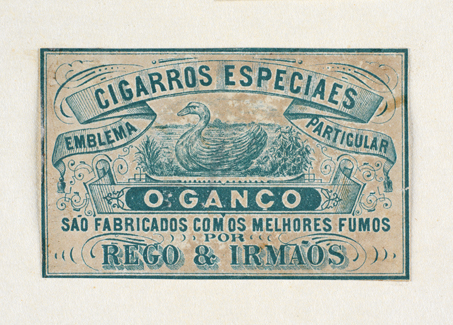 CIGARROS ESPECIAES
EMBLEMA
PARTICULAR
O GANÇO
SÃO FABRICADOS COM OS MELHORES FUMOS
POR
REGO & IRMÃOS